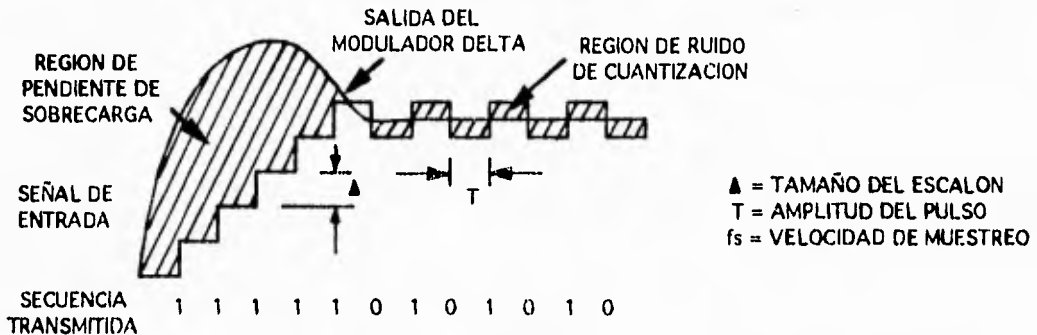 SALIDA DEL
MODULADOR DELTA
REGION DE RUIDO
DE CUANTIZACION
REGION DE
PENDIENTE DE
SOBRECARGA
SEÑAL DE
ENTRADA
Δ
T
Δ = TAMAÑO DEL ESCALON
T = AMPLITUD DEL PULSO
fs = VELOCIDAD DE MUESTREO
SECUENCIA
TRANSMITIDA
1 1 1 1 1 0 1 0 1 0 1 0